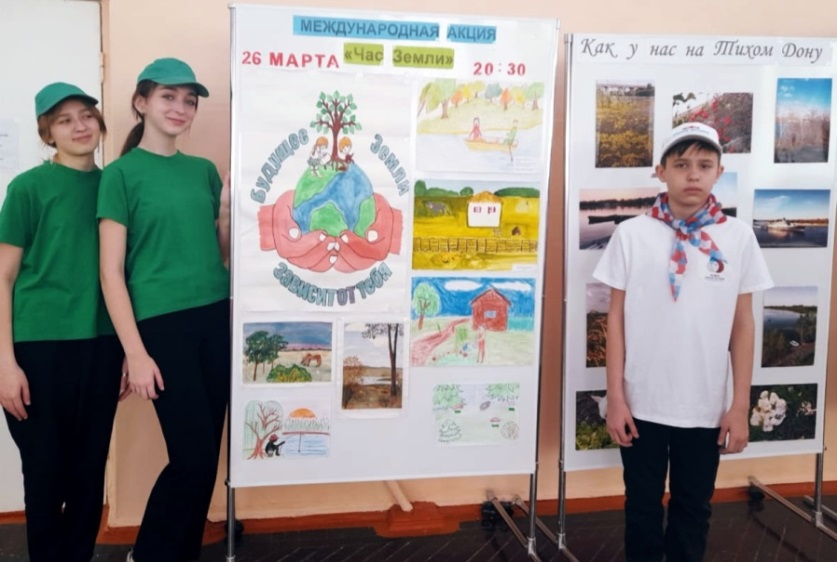 МЕЖДУНАРОДНАЯ АКЦИЯ
26 МАРТА «Час Земли» 20:30
БУДУЩЕЕ ЗЕМЛИ
ЗАВИСИТ ОТ ТЕБЯ
Как у нас на Тихом Дону